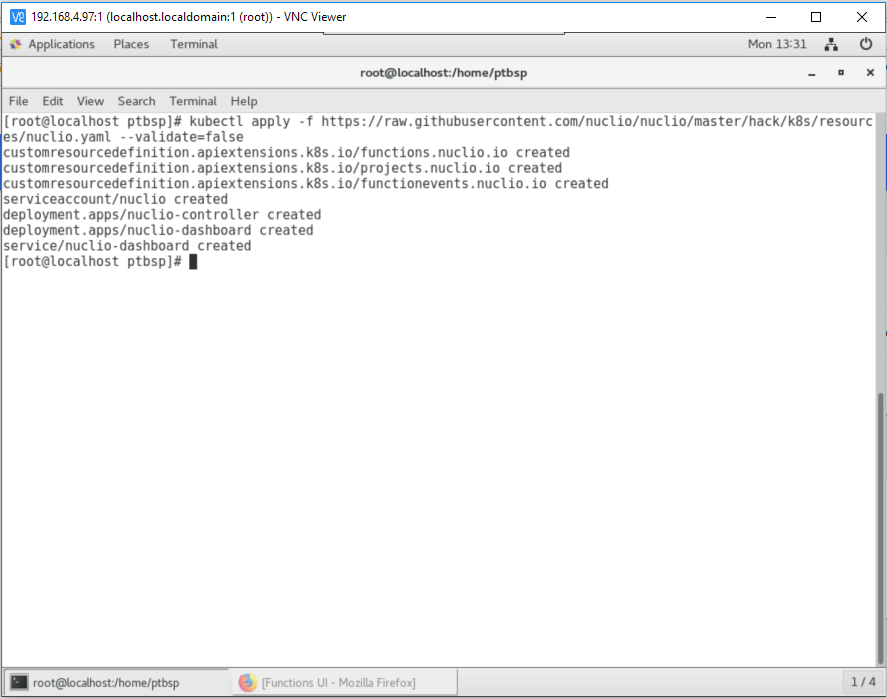 192.168.4.97:1 (localhost.localdomain:1 (root)) - VNC Viewer
Applications Places Terminal Mon 13:31
root@localhost:/home/ptbsp
File Edit View Search Terminal Help
[root@localhost ptbsp]# kubectl apply -f https://raw.githubusercontent.com/nuclio/nuclio/master/hack/k8s/resourc
es/nuclio.yaml --validate=false
customresourcedefinition.apiextensions.k8s.io/functions.nuclio.io created
customresourcedefinition.apiextensions.k8s.io/projects.nuclio.io created
customresourcedefinition.apiextensions.k8s.io/functionevents.nuclio.io created
serviceaccount/nuclio created
deployment.apps/nuclio-controller created
deployment.apps/nuclio-dashboard created
service/nuclio-dashboard created
[root@localhost ptbsp]#
root@localhost:/home/ptbsp [Functions UI - Mozilla Firefox] 1 / 4